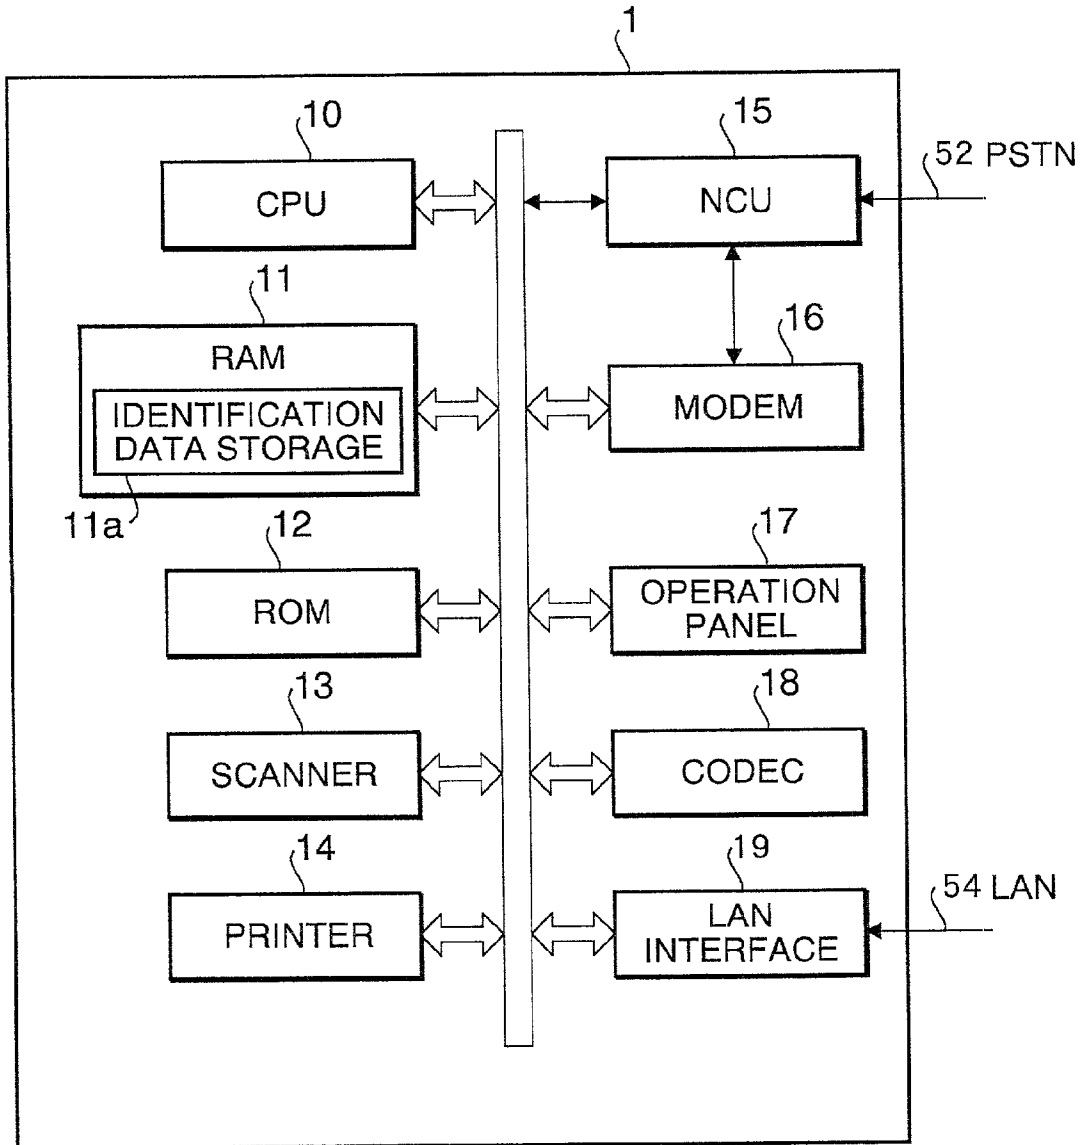 1
10
CPU
15
NCU
52 PSTN
11
RAM
IDENTIFICATION
DATA STORAGE
11a
16
MODEM
12
ROM
17
OPERATION
PANEL
13
SCANNER
18
CODEC
14
PRINTER
19
LAN
INTERFACE
54 LAN